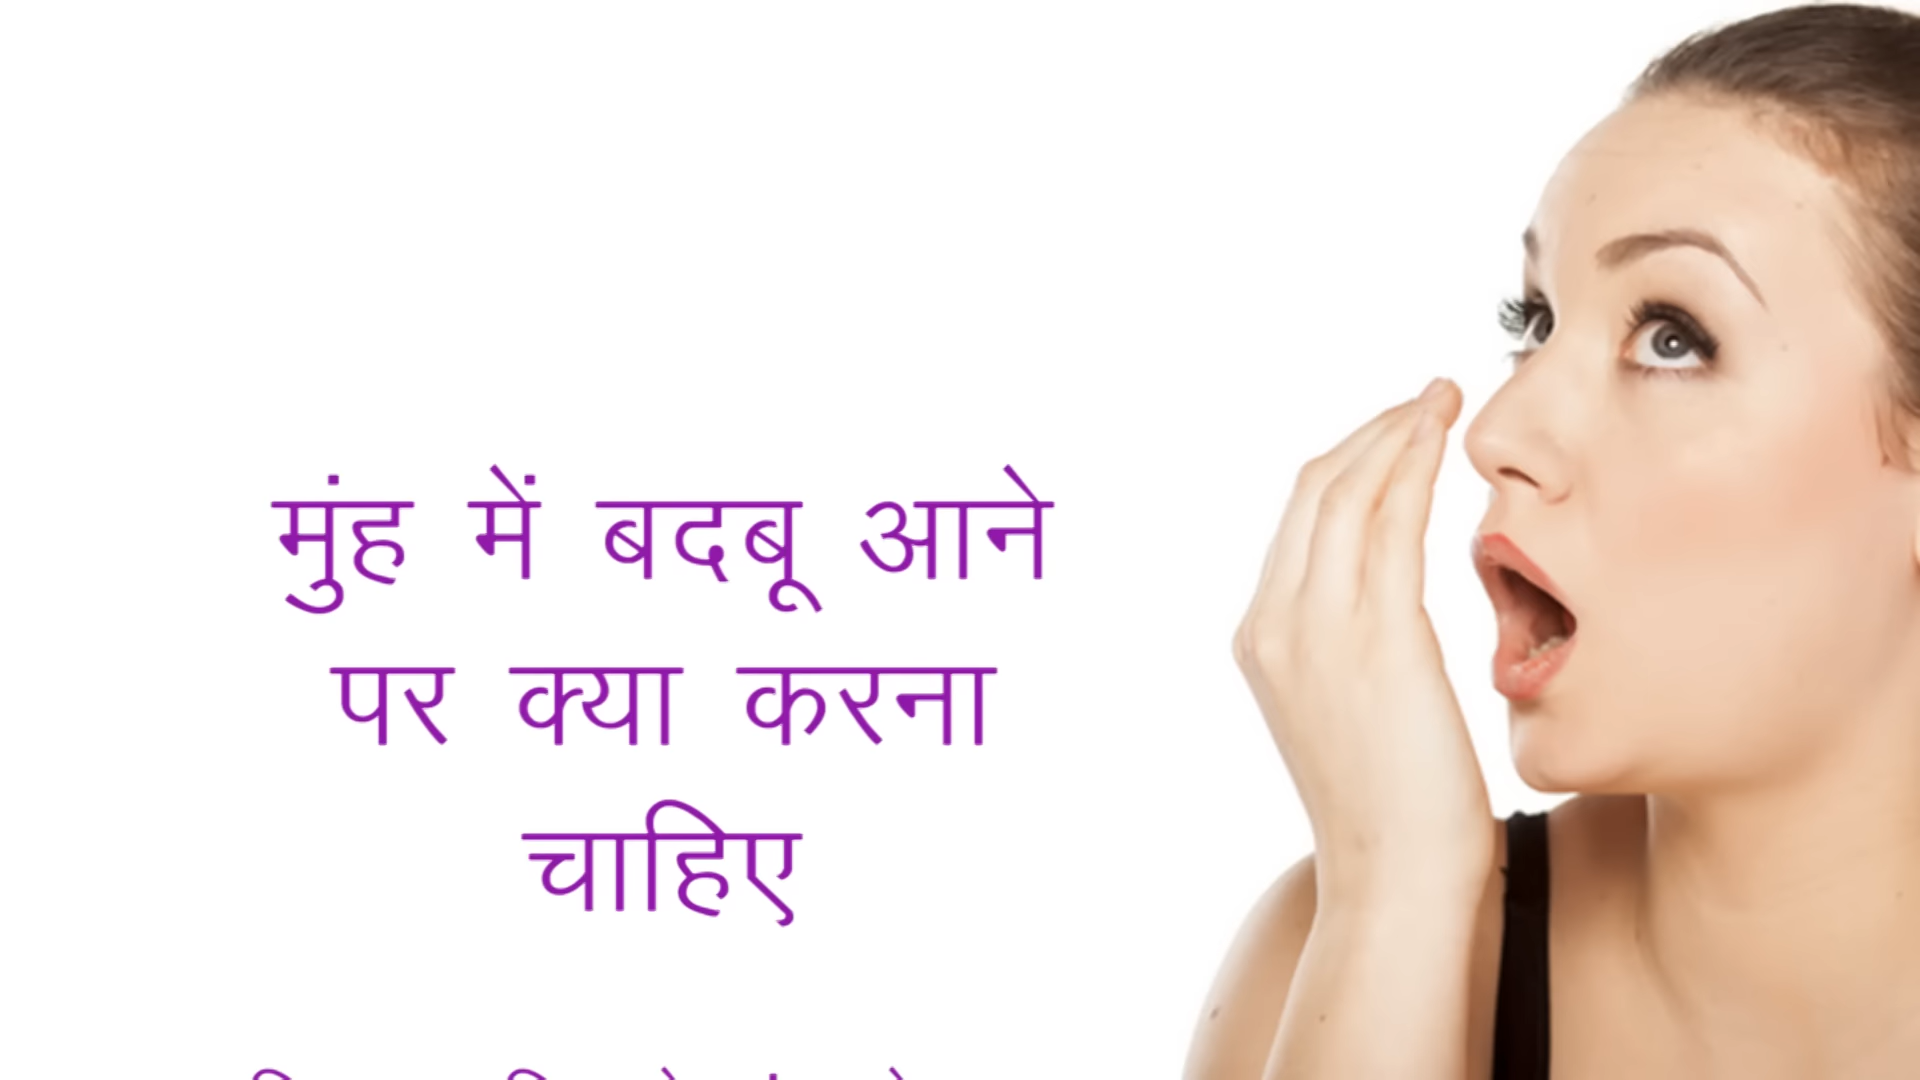 मुंह में बदबू आने
पर क्या करना
चाहिए